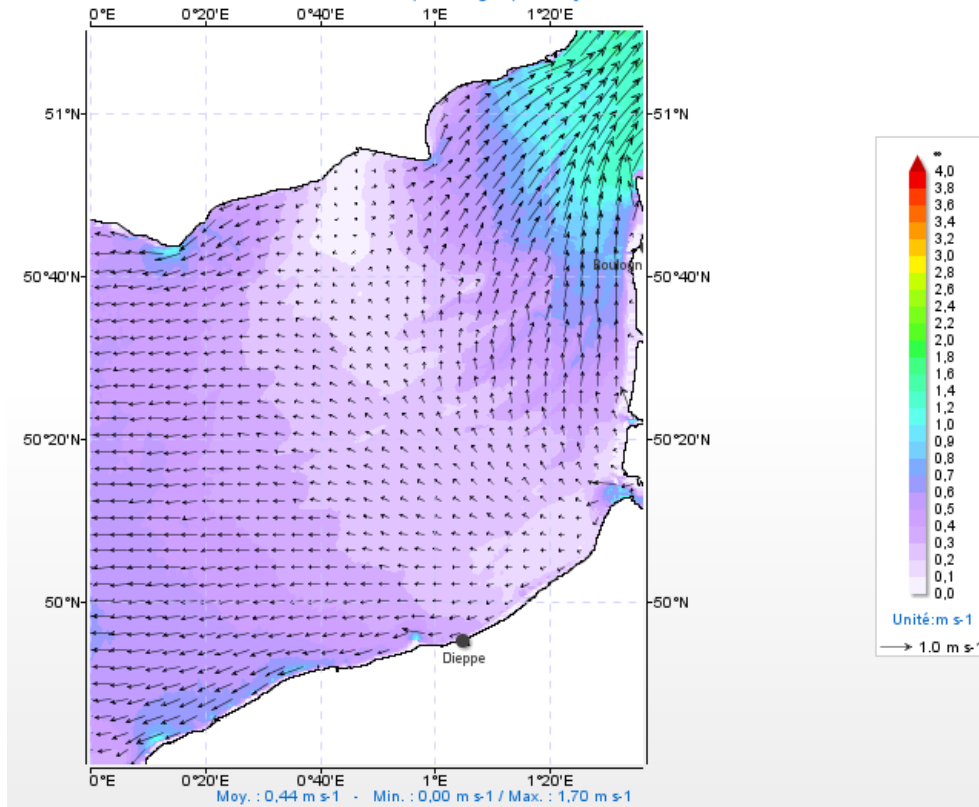 0°E 0°20'E 0°40'E 1°E 1°20'E
51°N 51°N
50°40'N 50°40'N
50°20'N 50°20'N
50°N 50°N
Boulogn
Dieppe
0°E 0°20'E 0°40'E 1°E 1°20'E
Moy. : 0,44 m s-1 - Min. : 0,00 m s-1 / Max. : 1,70 m s-1
∞
4,0
3,8
3,6
3,4
3,2
3,0
2,8
2,6
2,4
2,2
2,0
1,8
1,6
1,4
1,2
1,0
0,8
0,6
0,5
0,4
0,3
0,2
0,1
0,0
Unité:m s-1
1.0 m s-1